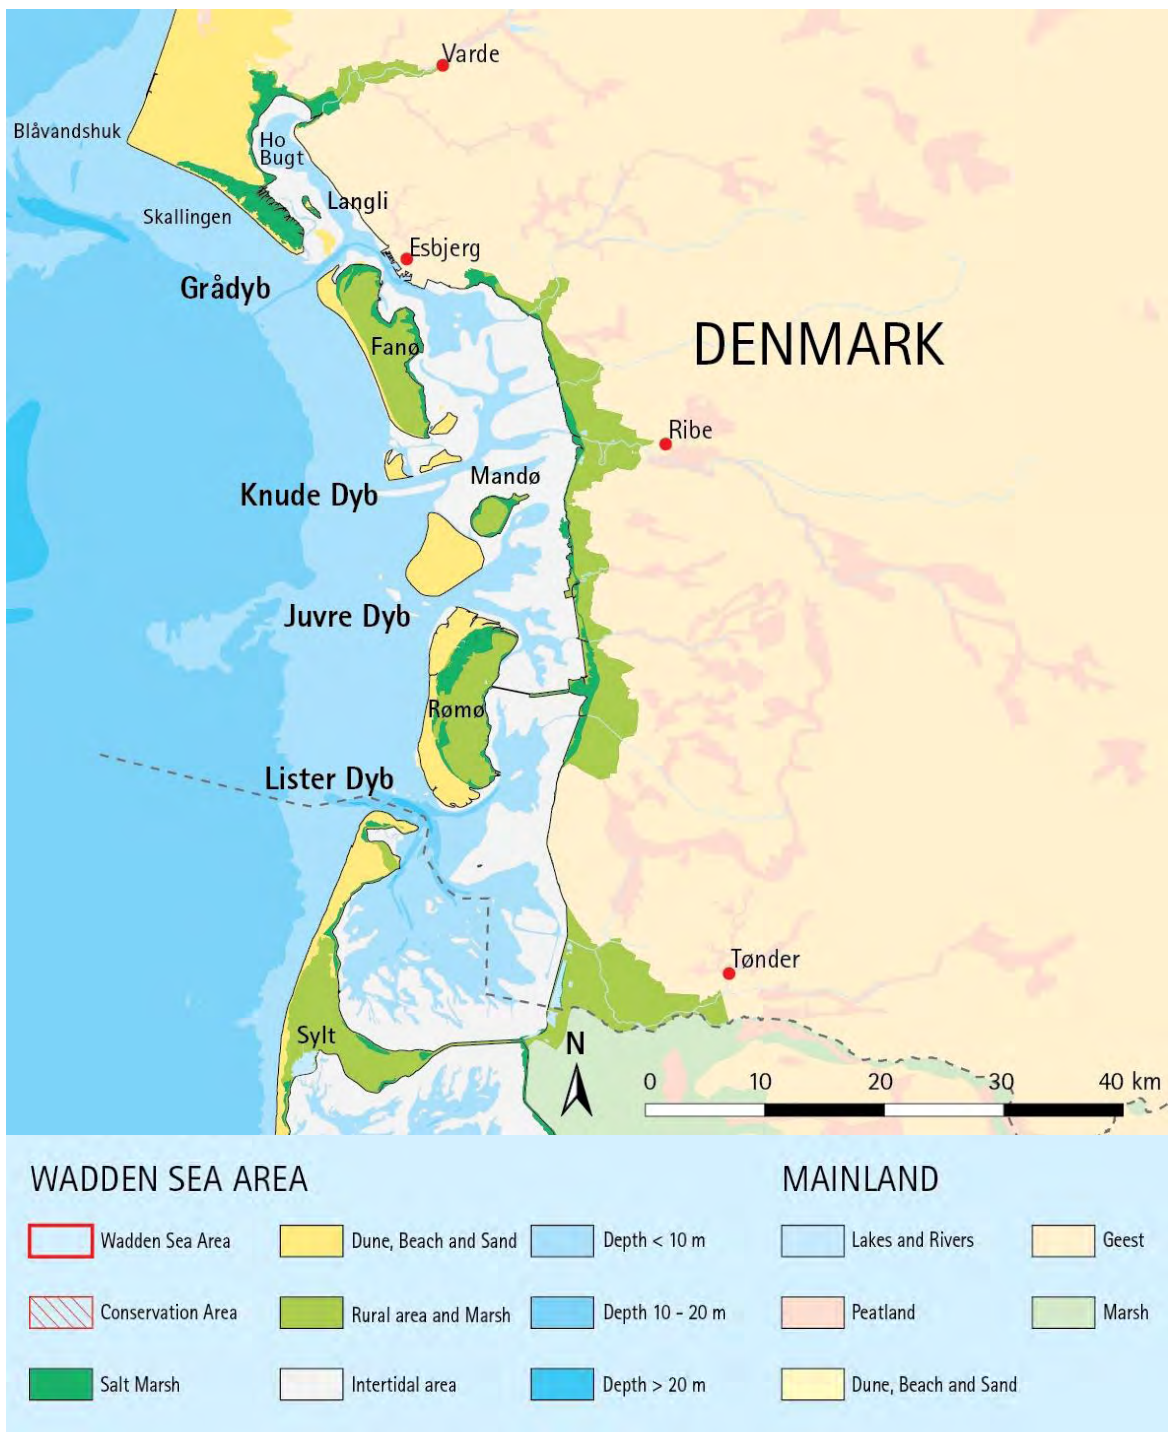 Varde
Blåvandshuk
Ho
Bugt
Langli
Skallingen
Esbjerg
Grådyb
DENMARK
Fanø
Ribe
Mandø
Knude Dyb
Juvre Dyb
Rømø
Lister Dyb
Tønder
Sylt
N
0 10 20 30 40 km
WADDEN SEA AREA
MAINLAND
Wadden Sea Area
Dune, Beach and Sand
Depth < 10 m
Lakes and Rivers
Geest
Conservation Area
Rural area and Marsh
Depth 10 - 20 m
Peatland
Marsh
Salt Marsh
Intertidal area
Depth > 20 m
Dune, Beach and Sand